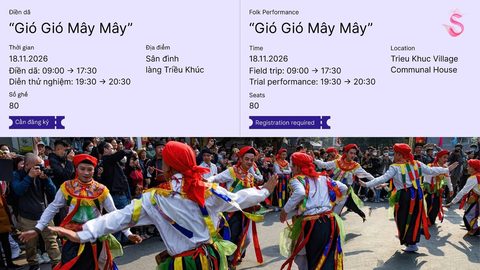 Điền dã
“Gió Gió Mây Mây”
Thời gian
18.11.2026
Điền dã: 09:00 → 17:30
Diễn thử nghiệm: 19:30 → 20:30
Số ghế
80
Cần đăng ký
Địa điểm
Sân đình
làng Triều Khúc
Folk Performance
“Gió Gió Mây Mây”
Time
18.11.2026
Field trip: 09:00 → 17:30
Trial performance: 19:30 → 20:30
Seats
80
Registration required
Location
Trieu Khuc Village
Communal House